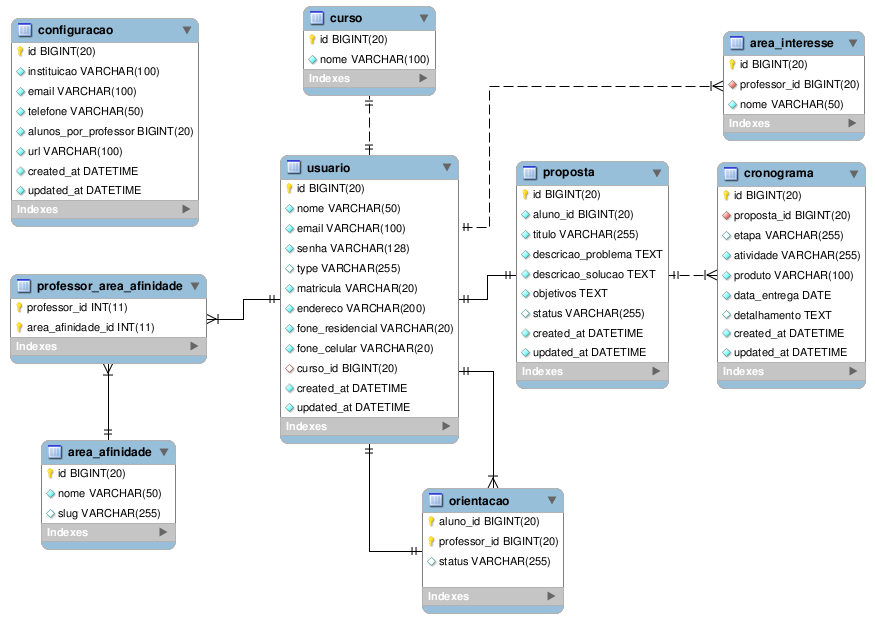 configuracao
id BIGINT(20)
instituicao VARCHAR(100)
email VARCHAR(100)
telefone VARCHAR(50)
alunos_por_professor BIGINT(20)
url VARCHAR(100)
created_at DATETIME
updated_at DATETIME
Indexes
curso
id BIGINT(20)
nome VARCHAR(100)
Indexes
area_interesse
id BIGINT(20)
professor_id BIGINT(20)
nome VARCHAR(50)
Indexes
usuario
id BIGINT(20)
nome VARCHAR(50)
email VARCHAR(100)
senha VARCHAR(128)
type VARCHAR(255)
matricula VARCHAR(20)
endereco VARCHAR(200)
fone_residencial VARCHAR(20)
fone_celular VARCHAR(20)
curso_id BIGINT(20)
created_at DATETIME
updated_at DATETIME
Indexes
proposta
id BIGINT(20)
aluno_id BIGINT(20)
titulo VARCHAR(255)
descricao_problema TEXT
descricao_solucao TEXT
objetivos TEXT
status VARCHAR(255)
created_at DATETIME
updated_at DATETIME
Indexes
cronograma
id BIGINT(20)
proposta_id BIGINT(20)
etapa VARCHAR(255)
atividade VARCHAR(255)
produto VARCHAR(100)
data_entrega DATE
detalhamento TEXT
created_at DATETIME
updated_at DATETIME
Indexes
professor_area_afinidade
professor_id INT(11)
area_afinidade_id INT(11)
Indexes
area_afinidade
id BIGINT(20)
nome VARCHAR(50)
slug VARCHAR(255)
Indexes
orientacao
aluno_id BIGINT(20)
professor_id BIGINT(20)
status VARCHAR(255)
Indexes